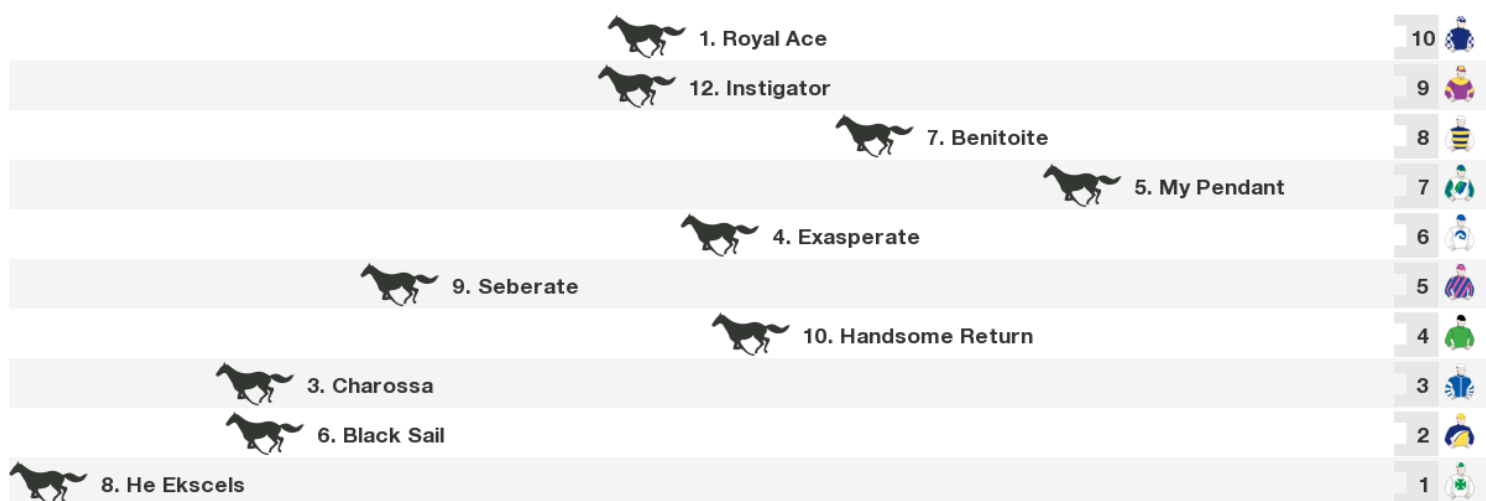 1. Royal Ace 10
12. Instigator 9
7. Benitoite 8
5. My Pendant 7
4. Exasperate 6
9. Seberate 5
10. Handsome Return 4
3. Charossa 3
6. Black Sail 2
8. He Ekscels 1